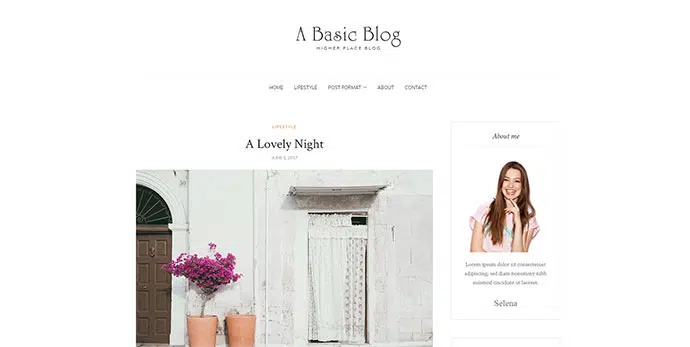 A Basic Blog
HIGHER PLACE BLOG
HOME LIFESTYLE POST FORMAT ABOUT CONTACT
LIFESTYLE
A Lovely Night
JUNE 5, 2017
About me
Lorem ipsum dolor sit consectetuer
adipiscing, sed diam nonummy nibh
euismod tincidunt ut laoreet.
Selena